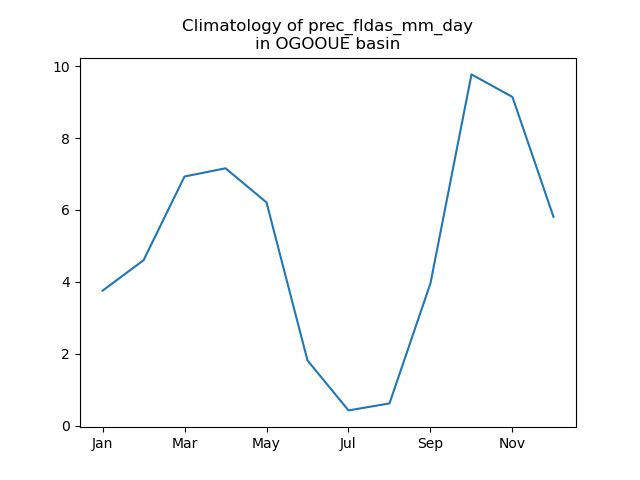 Climatology of prec_fldas_mm_day
in OGOOUE basin
10
8
6
4
2
0
Jan
Mar
May
Jul
Sep
Nov